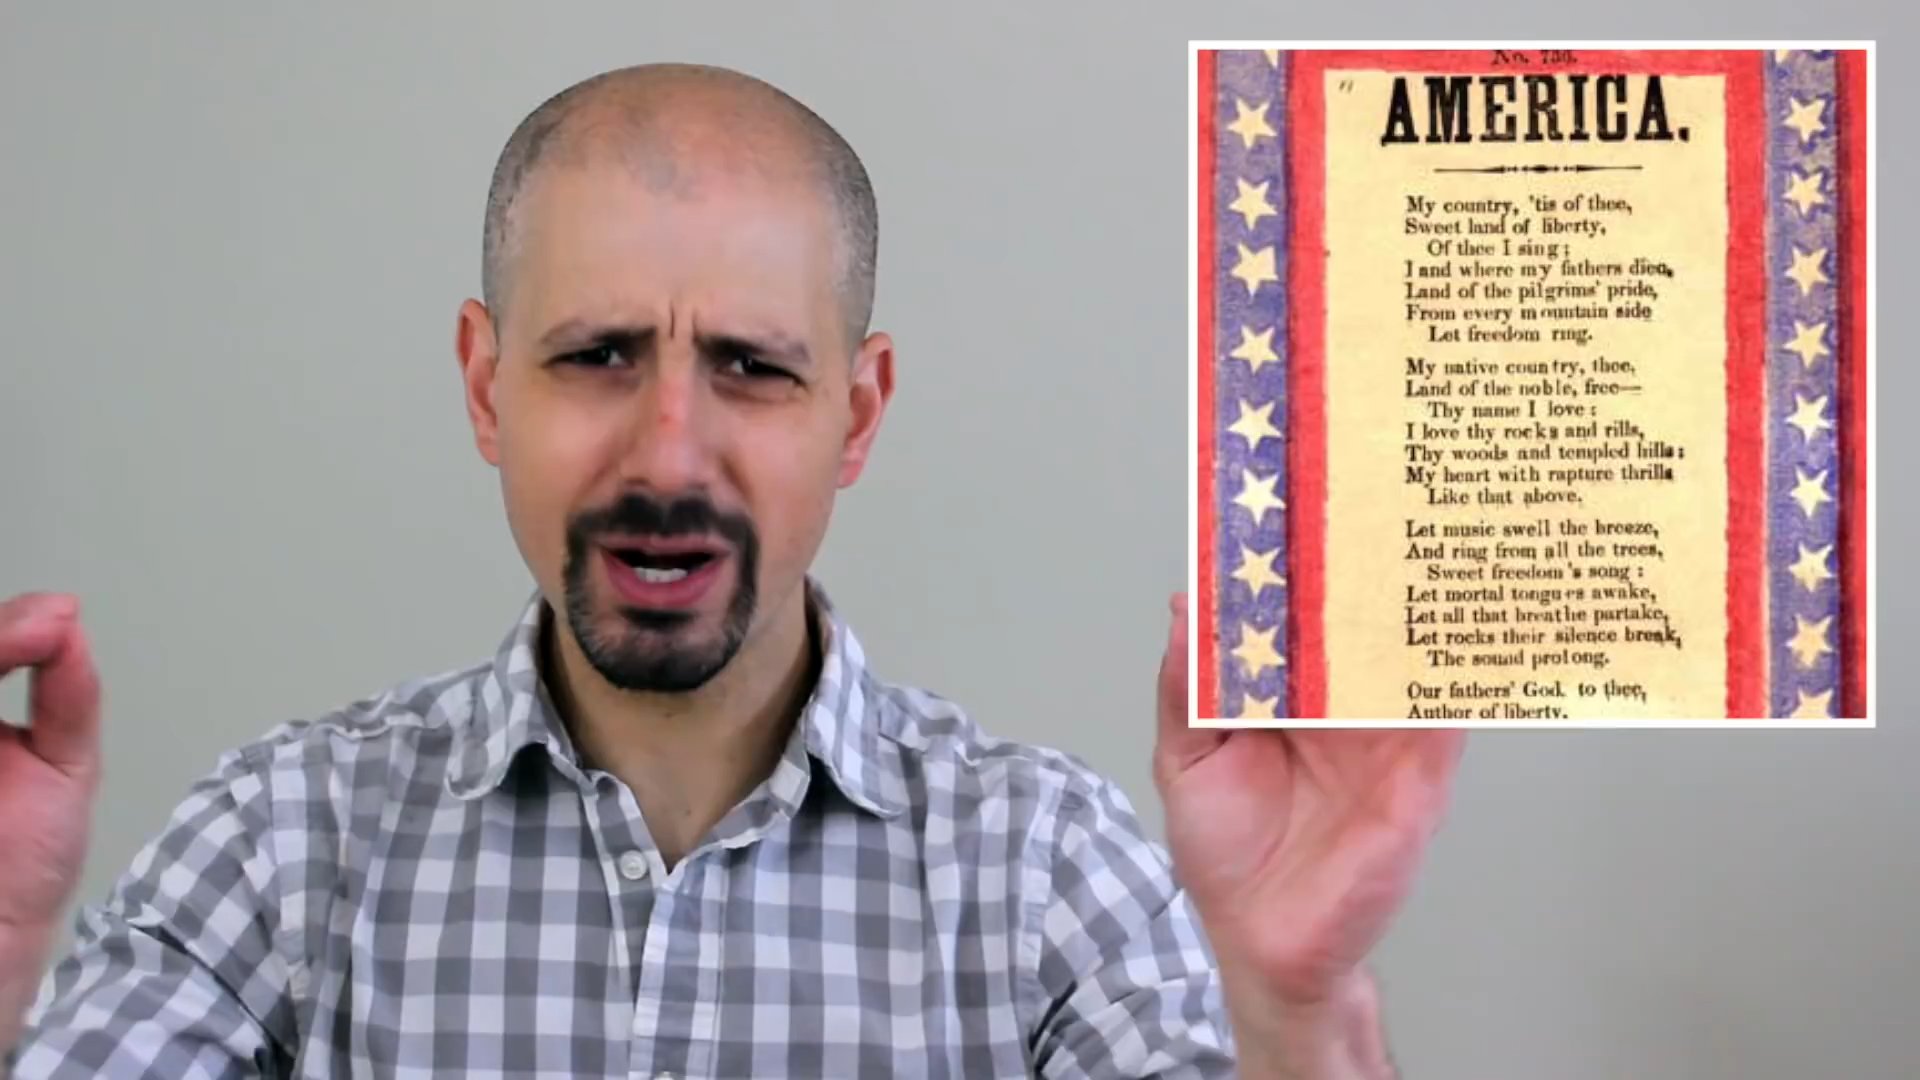 AMERICA.
My country, 'tis of thee,
Sweet land of liberty,
Of thee I sing;
Land where my fathers died,
Land of the pilgrims' pride,
From every mountain side
Let freedom ring.
My native country, thee,
Land of the noble, free—
Thy name I love:
I love thy rocks and rills,
Thy woods and templed hills:
My heart with rapture thrills
Like that above.
Let music swell the breeze,
And ring from all the trees,
Sweet freedom's song:
Let mortal tongues awake,
Let all that breathe partake,
Let rocks their silence break,
The sound prolong.
Our fathers' God, to thee,
Author of liberty,